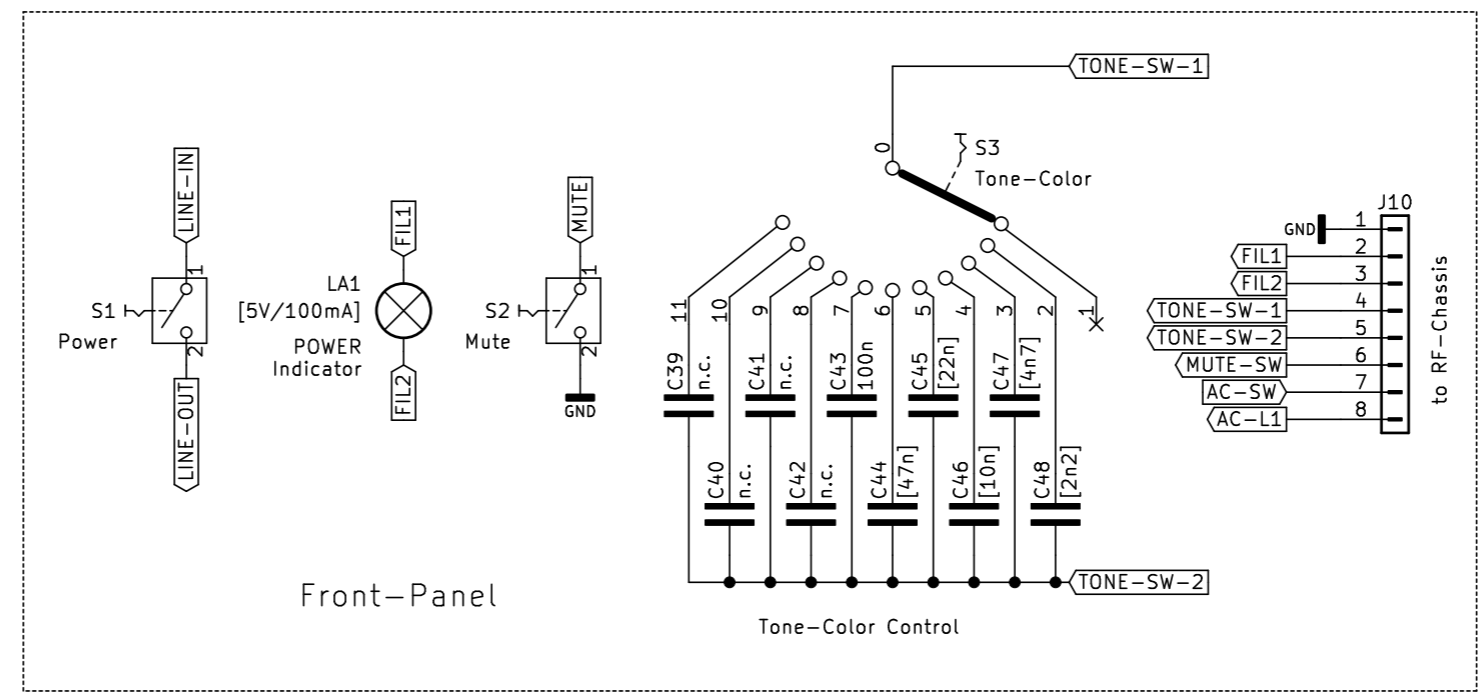 TONE-SW-1
0
S3
Tone-Color
LINE-IN
1
S1
Power
2
LINE-OUT
FIL1
LA1
[5V/100mA]
POWER
Indicator
FIL2
MUTE
1
S2
Mute
2
GND
11
10
9
8
7
6
5
4
3
2
1
C39
n.c.
C41
n.c.
C43
100n
C45
[22n]
C47
[4n7]
C40
n.c.
C42
n.c.
C44
[47n]
C46
[10n]
C48
[2n2]
TONE-SW-2
Tone-Color Control
Front-Panel
J10
GND 1
FIL1 2
FIL2 3
TONE-SW-1 4
TONE-SW-2 5
MUTE-SW 6
AC-SW 7
AC-L1 8
to RF-Chassis